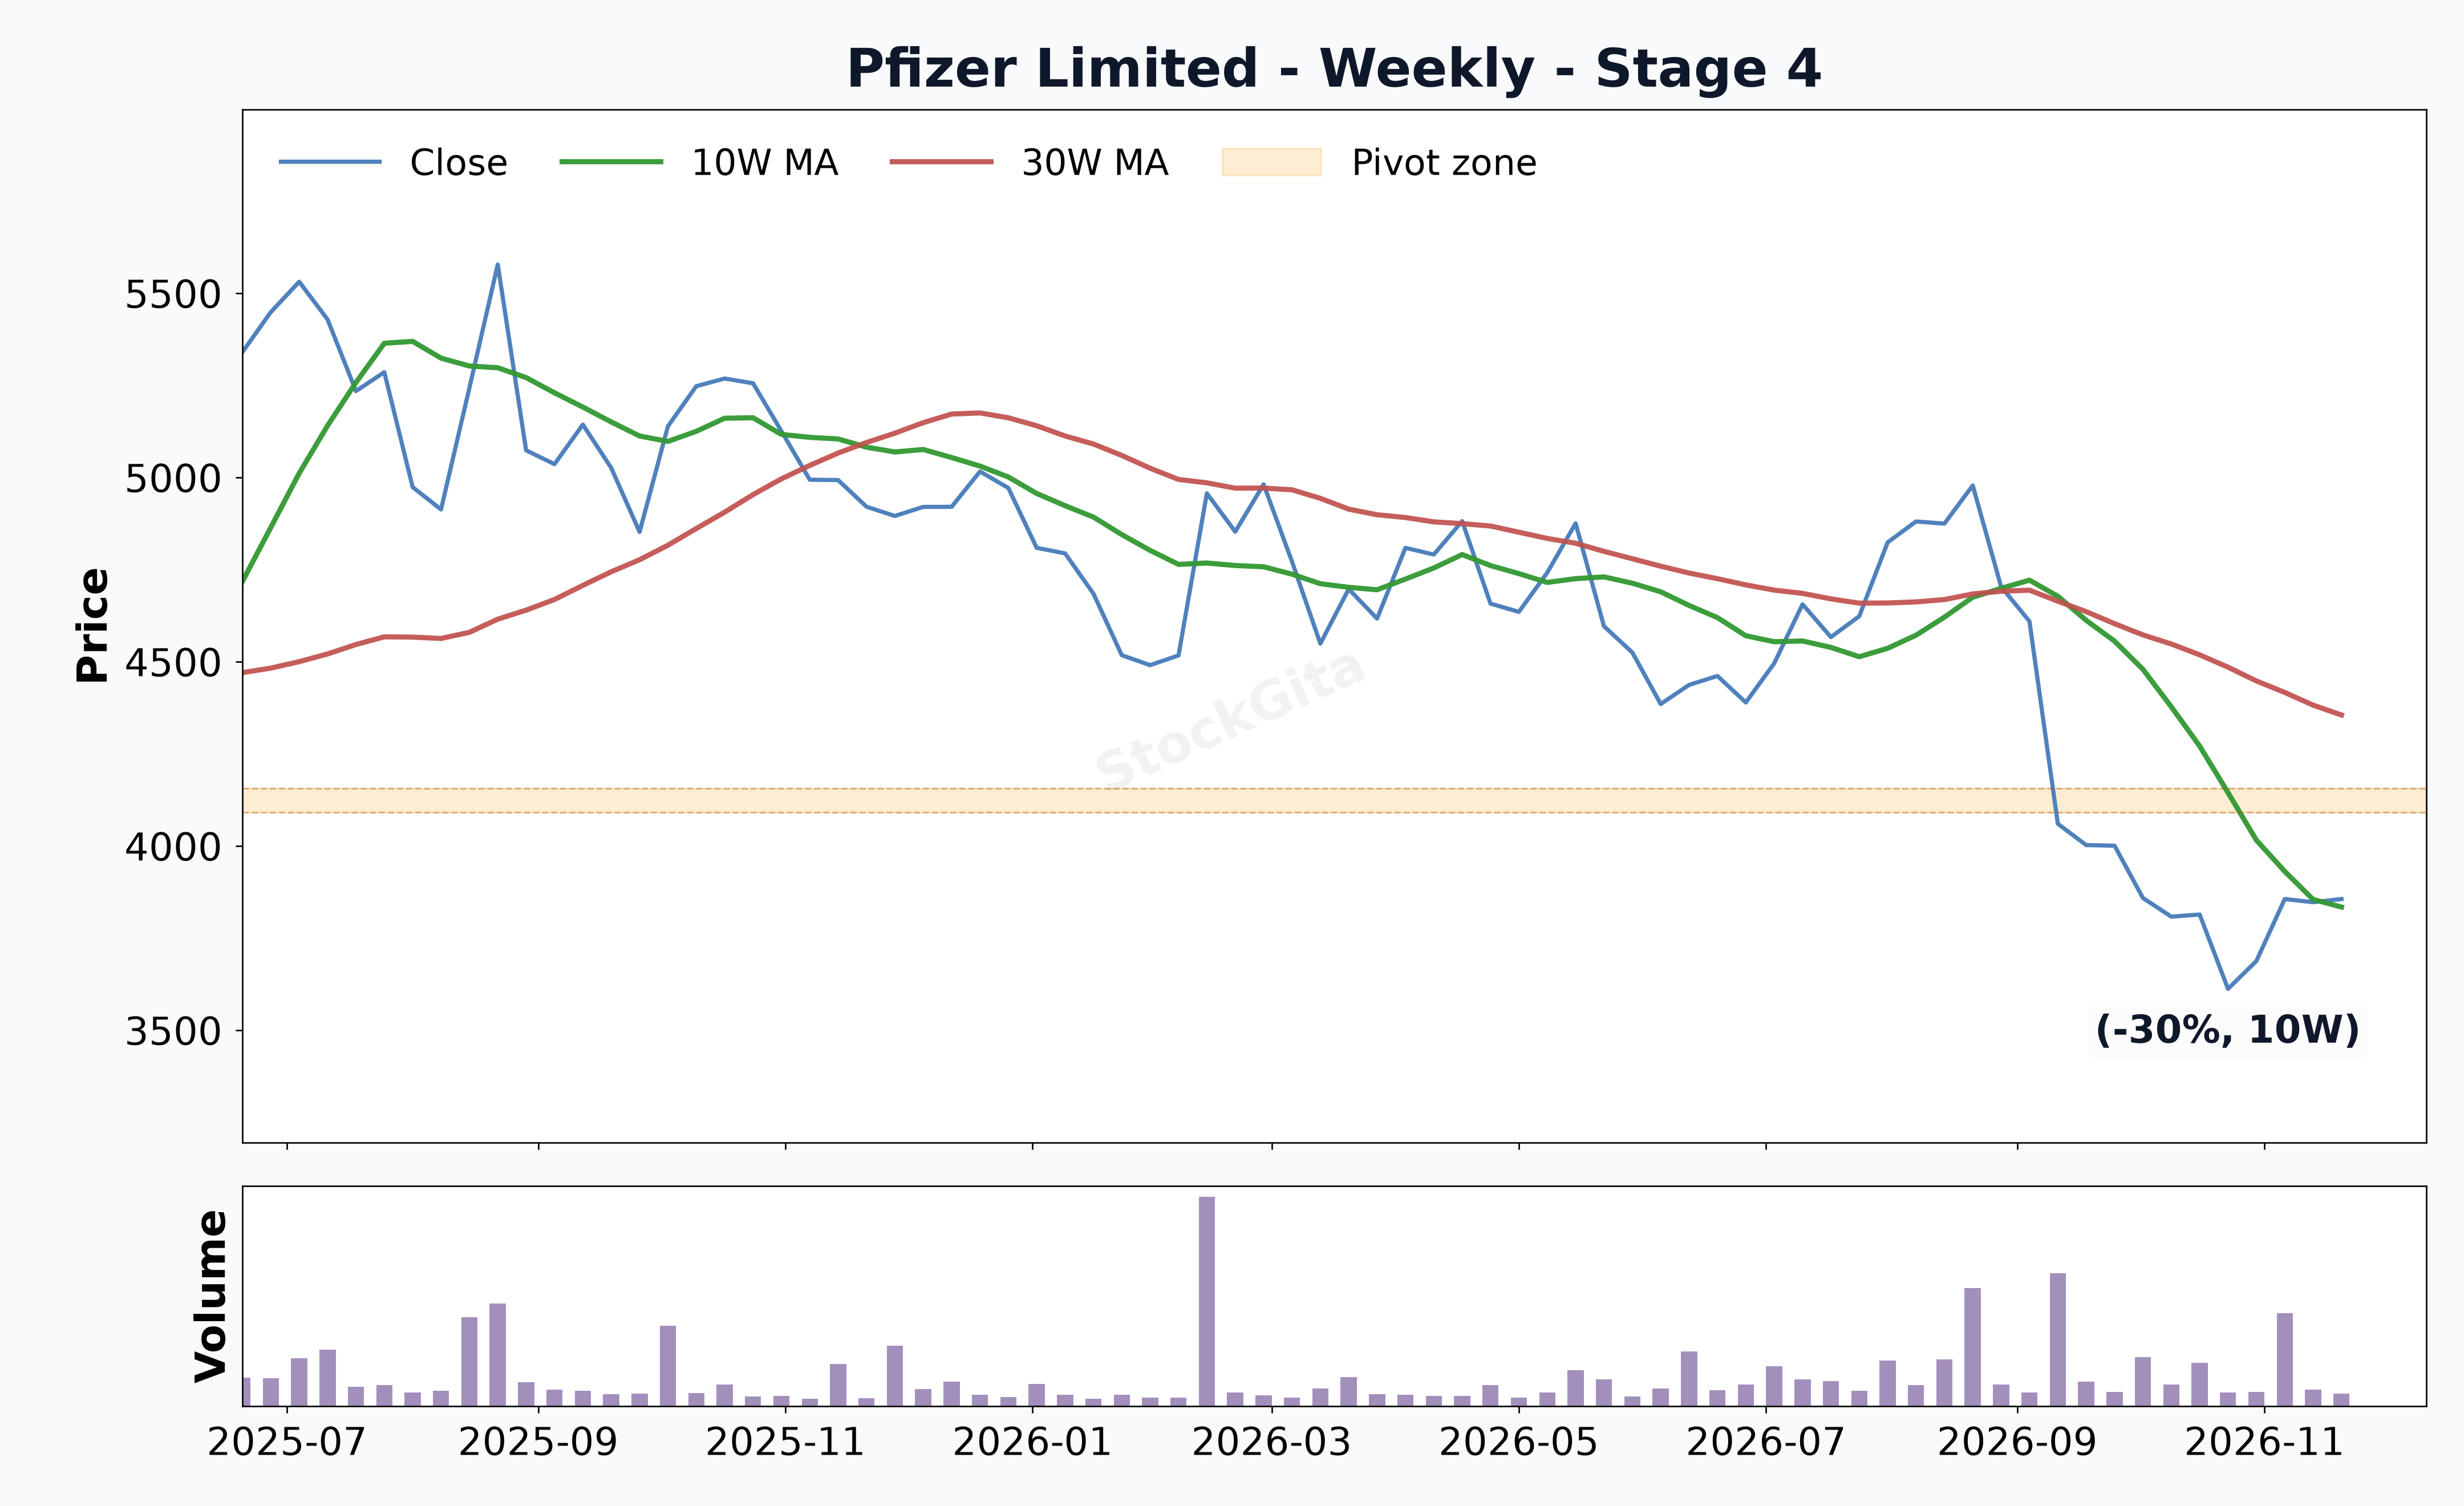 Pfizer Limited - Weekly - Stage 4
Close 10W MA 30W MA Pivot zone
Price
5500
5000
4500
4000
3500
StockGita
(-30%, 10W)
Volume
2025-07 2025-09 2025-11 2026-01 2026-03 2026-05 2026-07 2026-09 2026-11